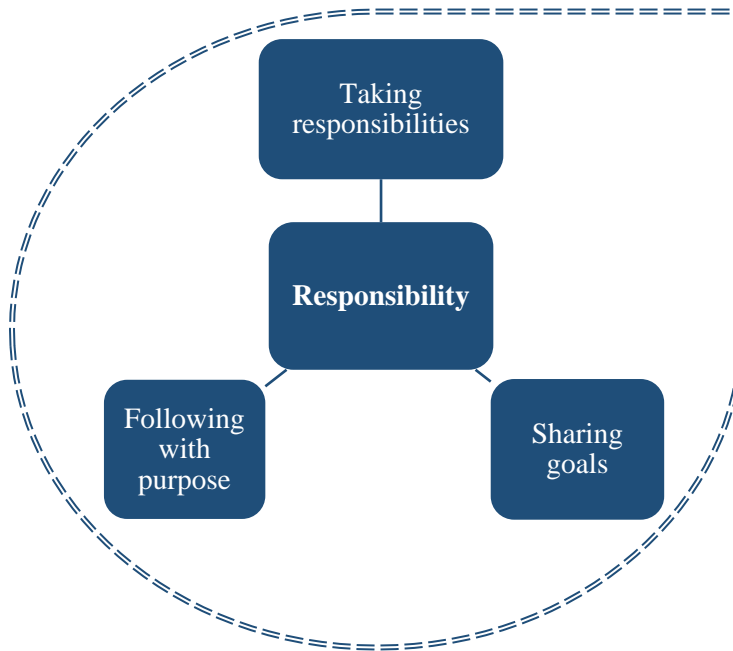 Taking
responsibilities
Responsibility
Following
with
purpose
Sharing
goals